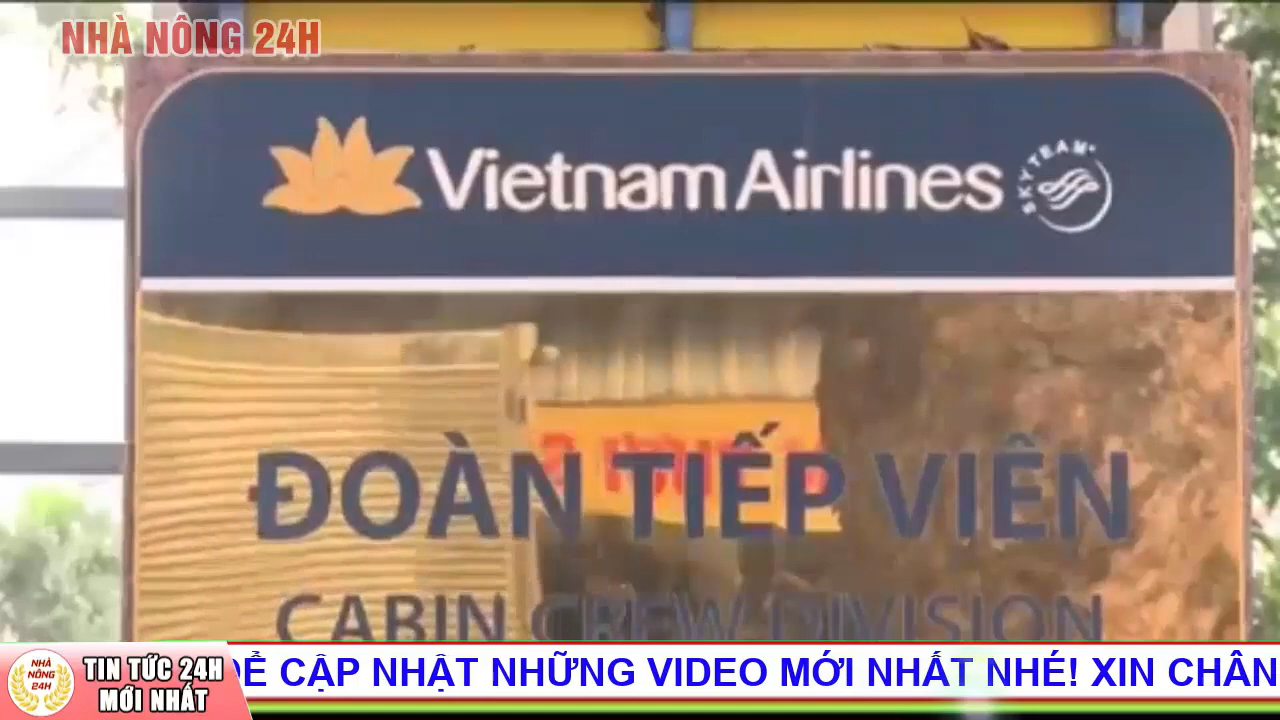 NHÀ NÔNG 24H
Vietnam Airlines
SKYTEAM
ĐOÀN TIẾP VIÊN
CABIN CREW DIVISION
NHÀ NÔNG 24H
TIN TỨC 24H
MỚI NHẤT
ĐỂ CẬP NHẬT NHỮNG VIDEO MỚI NHẤT NHÉ! XIN CHÂN